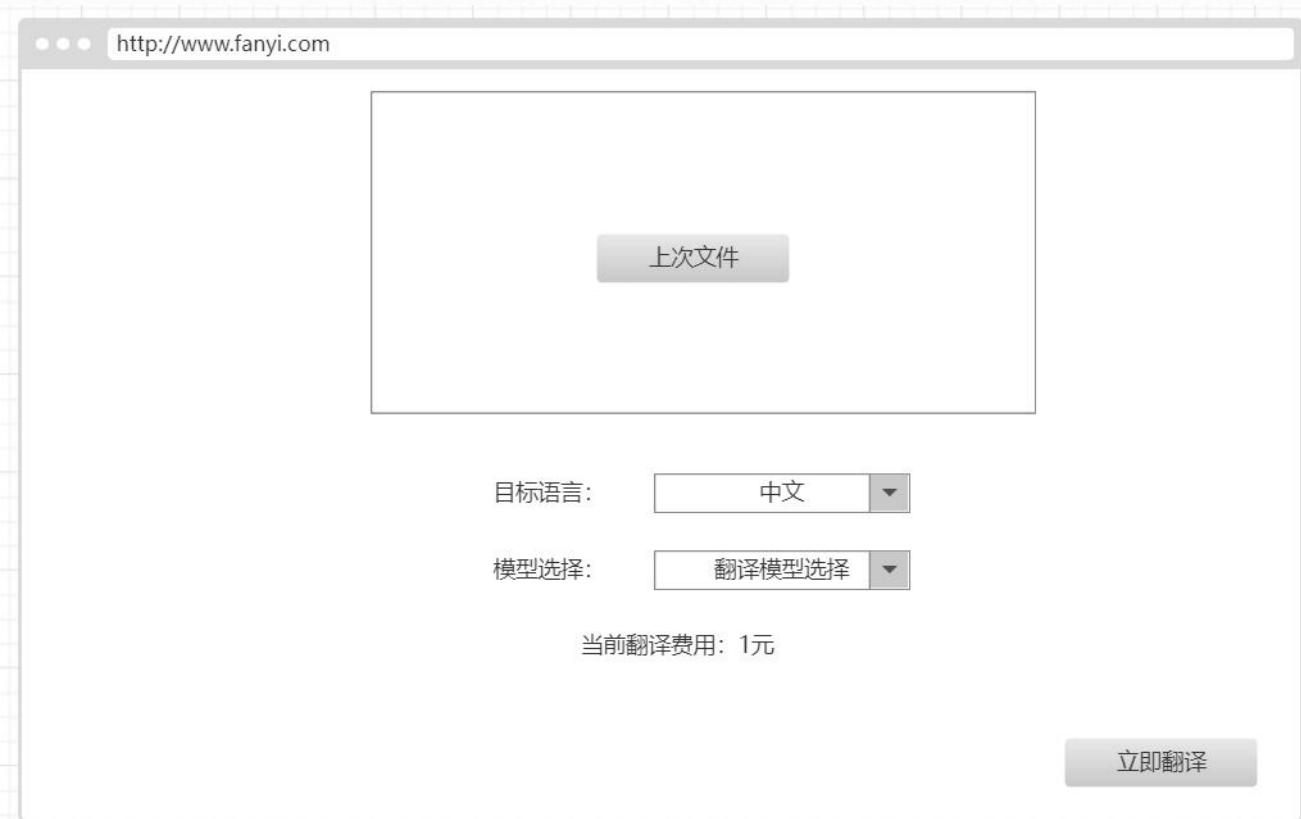 http://www.fanyi.com
上次文件
目标语言： 中文
模型选择： 翻译模型选择
当前翻译费用：1元
立即翻译